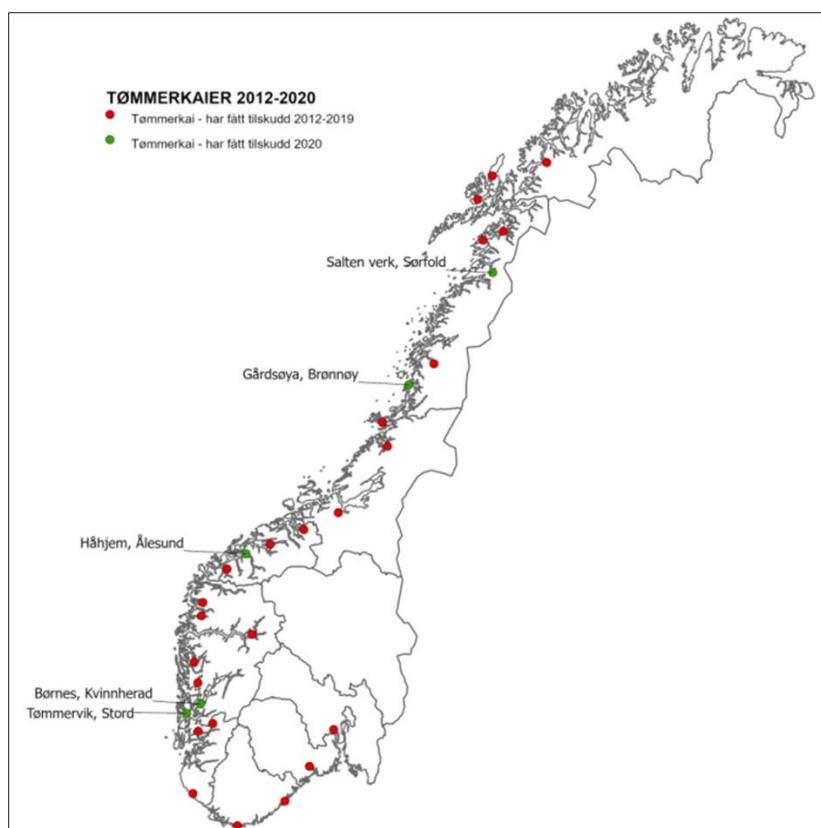 TØMMERKAIER 2012-2020
Tømmerkai - har fått tilskudd 2012-2019
Tømmerkai - har fått tilskudd 2020
Salten verk, Sørfold
Gårdsøya, Brønnøy
Håhjem, Ålesund
Børnes, Kvinnherad
Tømmervik, Stord